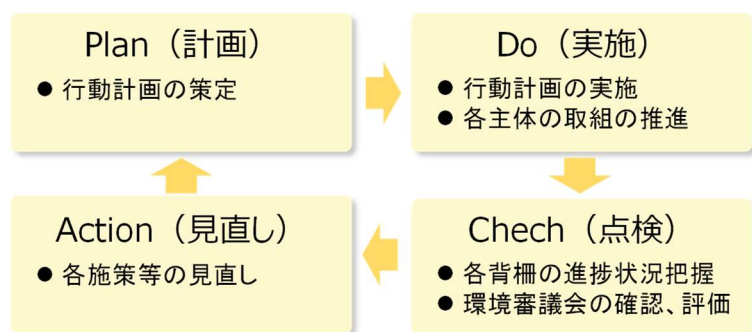 Plan（計画）
● 行動計画の策定
Do（実施）
● 行動計画の実施
● 各主体の取組の推進
Action（見直し）
● 各施策等の見直し
Chech（点検）
● 各背柵の進捗状況把握
● 環境審議会の確認、評価